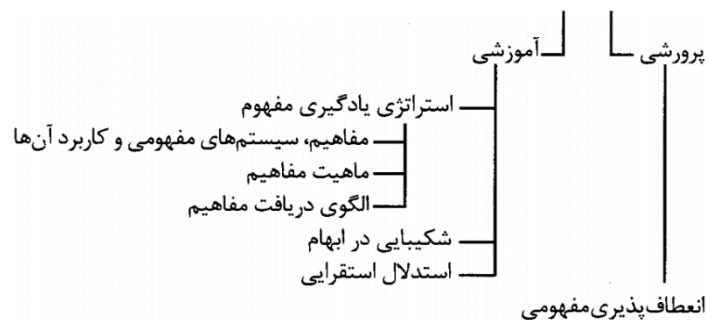 پرورشی
آموزشی
استراتژی یادگیری مفهوم
مفاهیم، سیستم‌های مفهومی و کاربرد آن‌ها
ماهیت مفاهیم
الگوی دریافت مفاهیم
شکیبایی در ابهام
استدلال استقرایی
انعطاف‌پذیری مفهومی